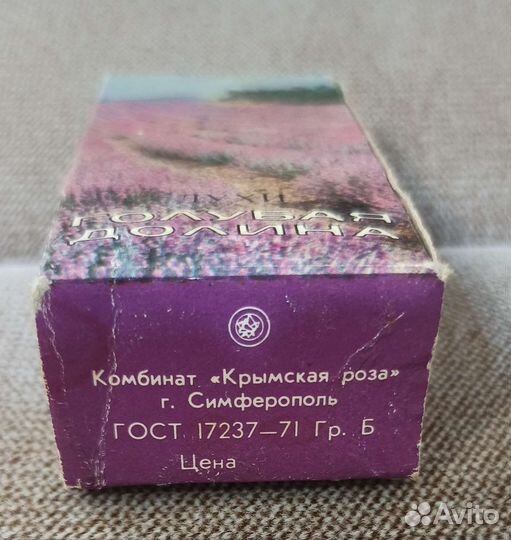 ДУХИ
ГОЛУБАЯ
ДОЛИНА
Комбинат «Крымская роза»
г. Симферополь
ГОСТ 17237—71 Гр. Б
Цена
Avito